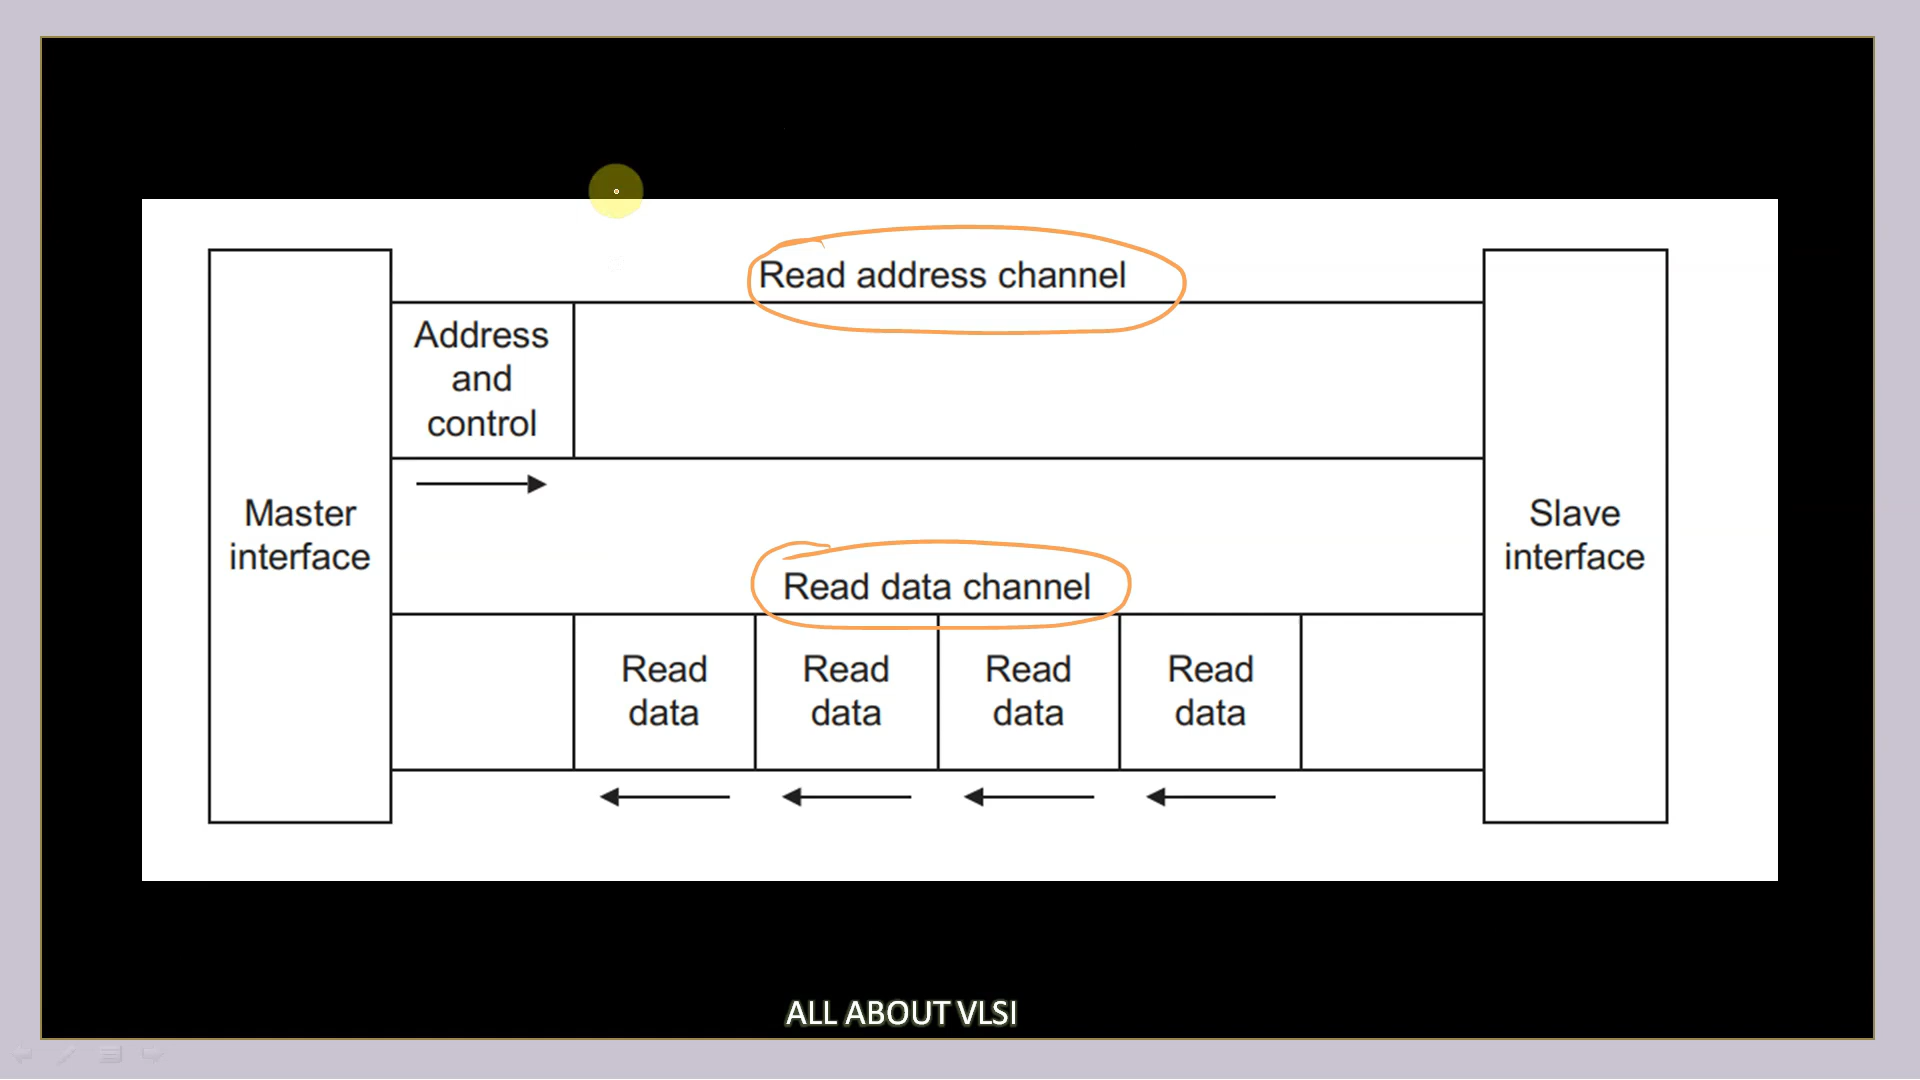 Read address channel
Address
and
control
Master
interface
Slave
interface
Read data channel
Read
data
Read
data
Read
data
Read
data
ALL ABOUT VLSI